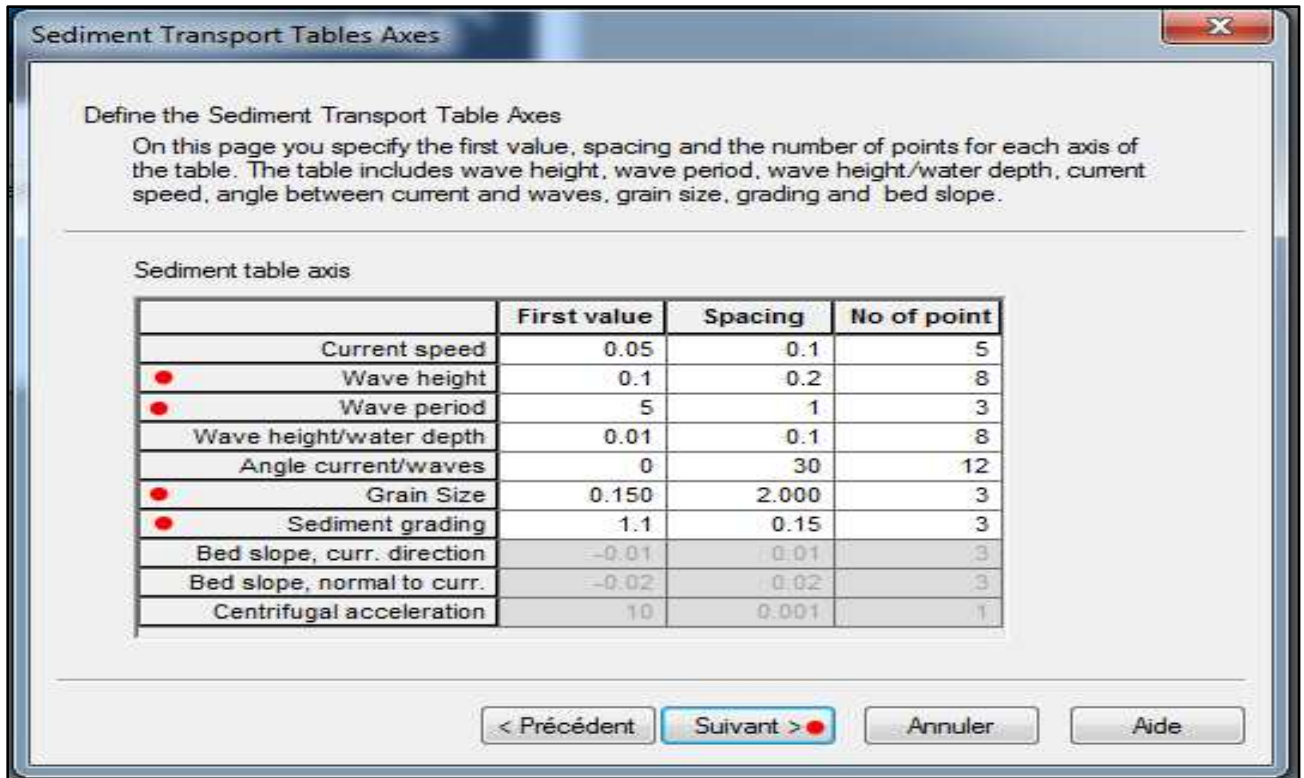 Sediment Transport Tables Axes
Define the Sediment Transport Table Axes
On this page you specify the first value, spacing and the number of points for each axis of
the table. The table includes wave height, wave period, wave height/water depth, current
speed, angle between current and waves, grain size, grading and bed slope.
Sediment table axis
First value Spacing No of point
Current speed 0.05 0.1 5
Wave height 0.1 0.2 8
Wave period 5 1 3
Wave height/water depth 0.01 0.1 8
Angle current/waves 0 30 12
Grain Size 0.150 2.000 3
Sediment grading 1.1 0.15 3
Bed slope, curr. direction -0.01 0.01 3
Bed slope, normal to curr. -0.02 0.02 3
Centrifugal acceleration 10 0.001 1
< Précédent Suivant > Annuler Aide